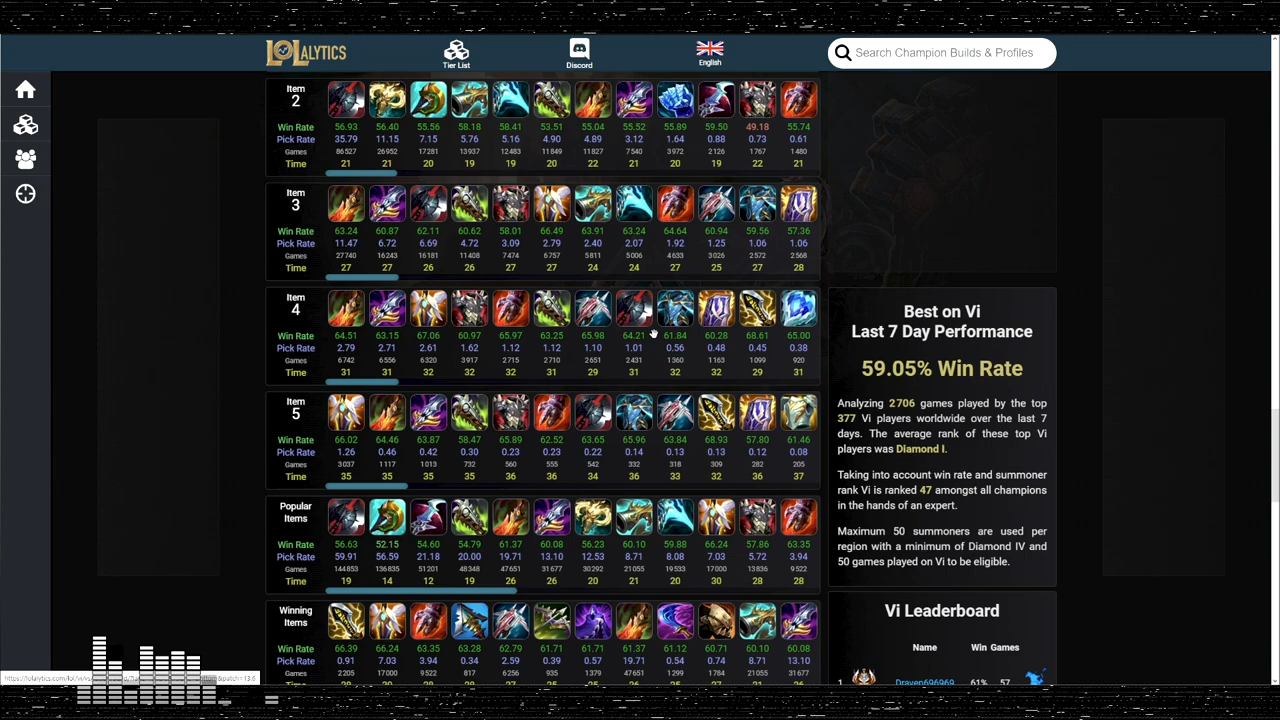 LOLALYTICS
Tier List
Discord
English
Search Champion Builds & Profiles
Item 2
Win Rate 56.93 56.40 55.56 58.18 58.41 53.51 55.04 55.52 55.89 59.50 49.18 55.74
Pick Rate 35.79 11.15 7.15 5.76 5.16 4.90 4.89 3.12 1.64 0.88 0.73 0.61
Games 86527 26952 17281 13937 12483 11849 11827 7540 3972 2126 1767 1480
Time 21 21 20 19 19 20 22 21 20 19 22 21
Item 3
Win Rate 63.24 60.87 62.11 60.62 58.01 66.49 63.91 63.24 64.64 60.94 59.56 57.36
Pick Rate 11.47 6.72 6.69 4.72 3.09 2.79 2.40 2.07 1.92 1.25 1.06 1.06
Games 27740 16243 16181 11408 7474 6757 5811 5006 4633 3026 2572 2568
Time 27 27 26 26 27 27 24 24 27 25 27 28
Item 4
Win Rate 64.51 63.15 67.06 60.97 65.97 63.25 65.98 64.21 61.84 60.28 68.61 65.00
Pick Rate 2.79 2.71 2.61 1.62 1.12 1.12 1.10 1.01 0.56 0.48 0.45 0.38
Games 6742 6556 6320 3917 2715 2710 2651 2431 1360 1163 1099 920
Time 31 31 32 32 32 31 29 31 32 32 29 31
Item 5
Win Rate 66.02 64.46 63.87 58.47 65.89 62.52 63.65 65.96 63.84 68.93 57.80 61.46
Pick Rate 1.26 0.46 0.42 0.30 0.23 0.23 0.22 0.14 0.13 0.13 0.12 0.08
Games 3037 1117 1013 732 560 555 542 332 318 309 282 205
Time 35 35 35 35 36 36 34 36 33 32 36 37
Popular Items
Win Rate 56.63 52.15 54.60 54.79 61.37 60.08 56.23 60.10 59.88 66.24 57.86 63.35
Pick Rate 59.91 56.59 21.18 20.00 19.71 13.10 12.53 8.71 8.08 7.03 5.72 3.94
Games 144853 136835 51201 48348 47651 31677 30292 21055 19533 17000 13836 9522
Time 19 14 12 19 26 26 20 21 20 30 28 28
Winning Items
Win Rate 66.39 66.24 63.35 63.28 62.79 61.71 61.71 61.37 61.12 60.71 60.10 60.08
Pick Rate 0.91 7.03 3.94 0.34 2.59 0.39 0.57 19.71 0.54 0.74 8.71 13.10
Games 2205 17000 9522 817 6256 935 1379 47651 1299 1784 21055 31677
Best on Vi
Last 7 Day Performance
59.05% Win Rate
Analyzing 2706 games played by the top
377 Vi players worldwide over the last 7
days. The average rank of these top Vi
players was Diamond I.
Taking into account win rate and summoner
rank Vi is ranked 47 amongst all champions
in the hands of an expert.
Maximum 50 summoners are used per
region with a minimum of Diamond IV and
50 games played on Vi to be eligible.
Vi Leaderboard
Name Win Games
1 Draven696969 61% 57